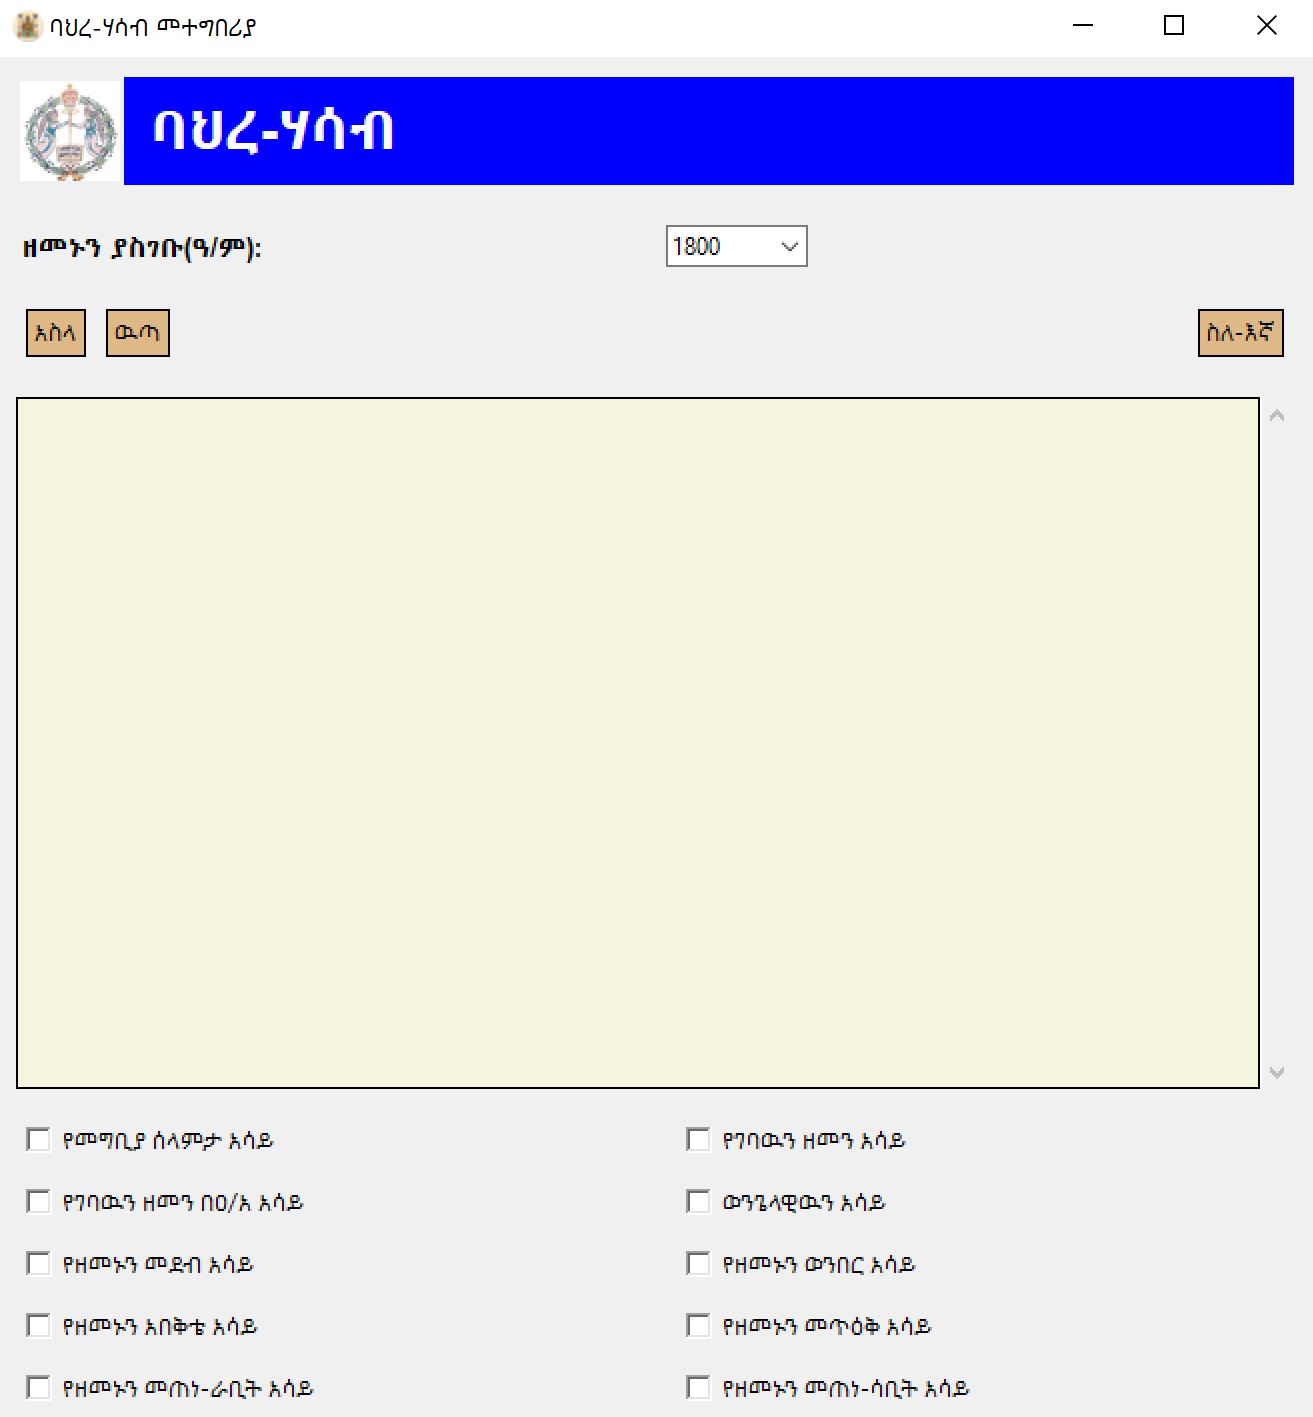 ባህረ-ሃሳብ መተግበሪያ
ባህረ-ሃሳብ
ዘመኑን ያስገቡ(ዓ/ም): 1800
አስላ ዉጣ ስለ-እኛ
የመግቢያ ሰላምታ አሳይ የገባዉን ዘመን አሳይ
የገባዉን ዘመን በዐ/አ አሳይ ወንጌላዊዉን አሳይ
የዘመኑን መደብ አሳይ የዘመኑን ወንበር አሳይ
የዘመኑን አበቅቴ አሳይ የዘመኑን መጥዕቅ አሳይ
የዘመኑን መጠነ-ራቢት አሳይ የዘመኑን መጠነ-ሳቢት አሳይ